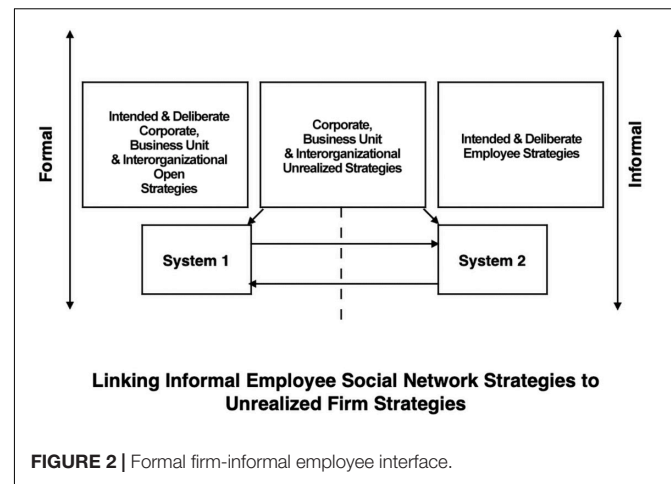 Formal
Intended & Deliberate
Corporate,
Business Unit
& Interorganizational
Open
Strategies
Corporate,
Business Unit
& Interorganizational
Unrealized Strategies
Intended & Deliberate
Employee Strategies
Informal
System 1
System 2
Linking Informal Employee Social Network Strategies to
Unrealized Firm Strategies
FIGURE 2 | Formal firm-informal employee interface.